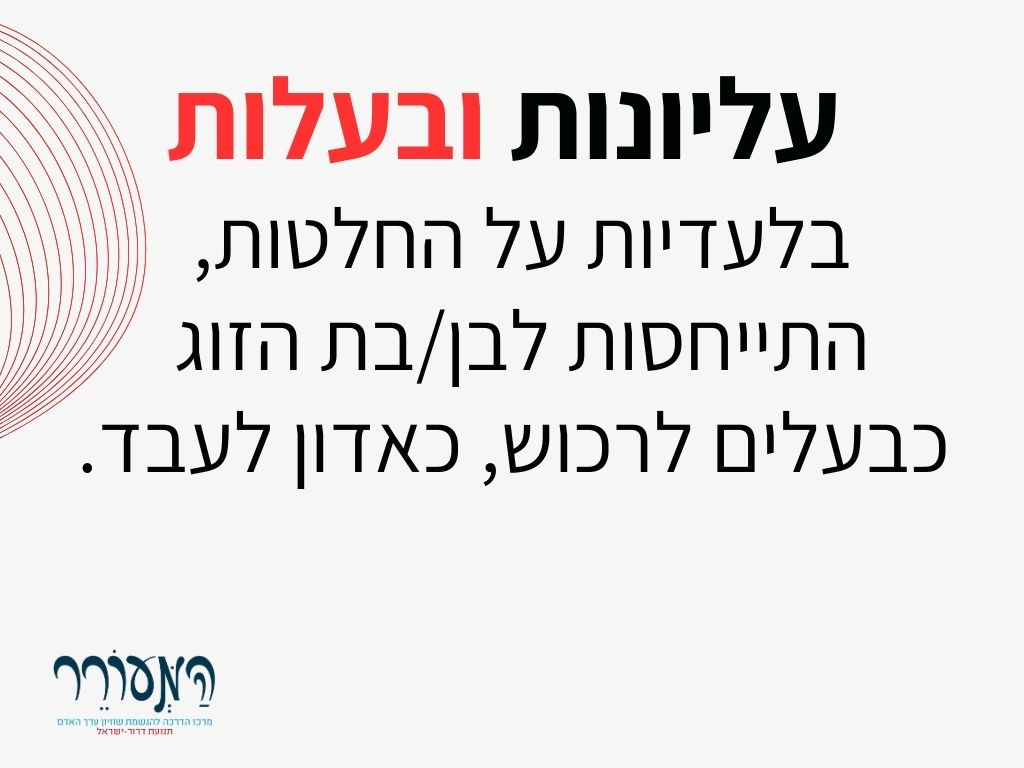 עליונות ובעלות
בלעדיות על החלטות,
התייחסות לבן/בת הזוג
כבעלים לרכוש, כאדון לעבד.
הַמְּעוֹרֵר
מרכז הדרכה להגשמת שוויון ערך האדם
תנועת דרור-ישראל